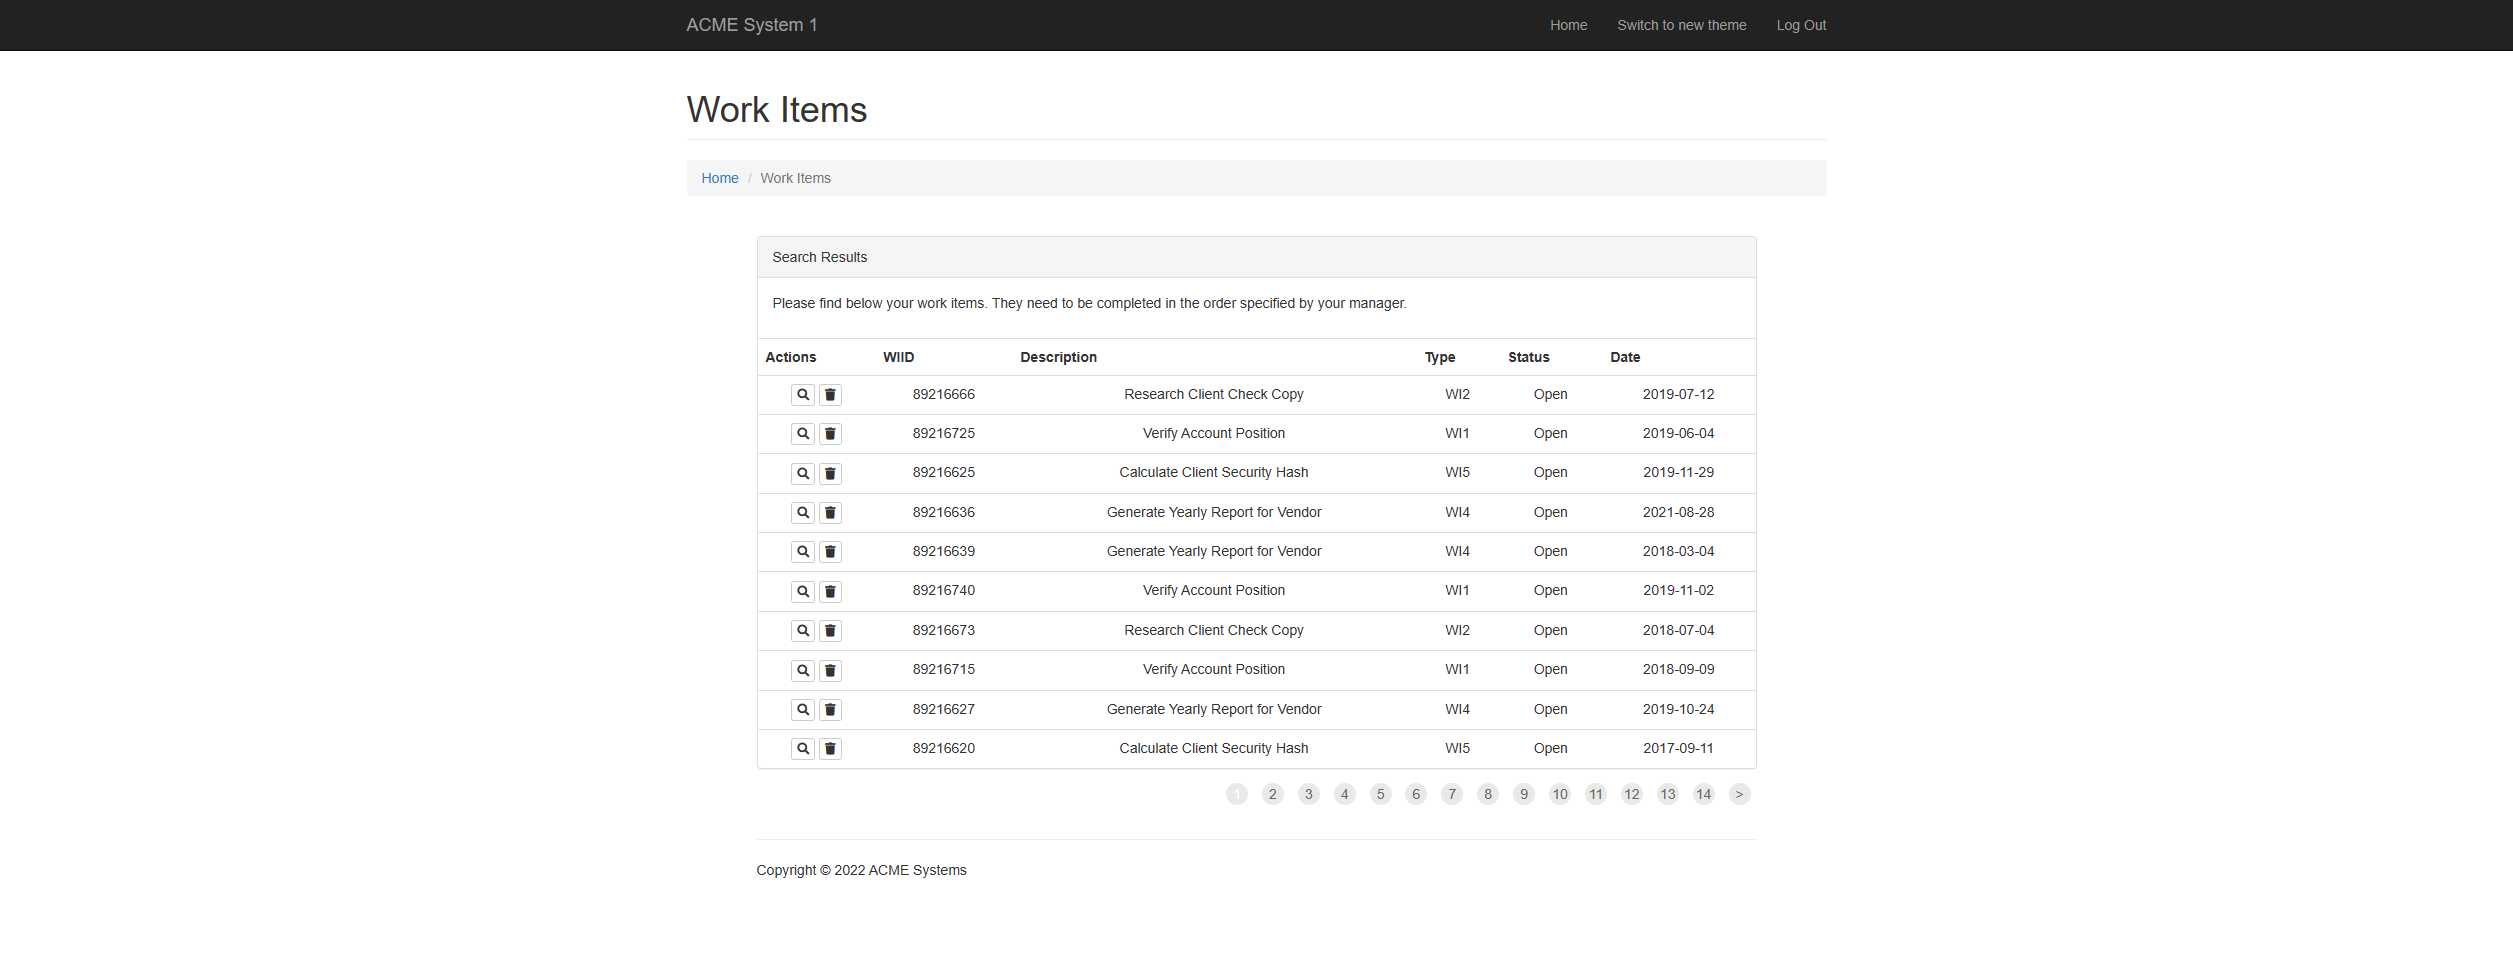 ACME System 1 Home Switch to new theme Log Out
Work Items
Home / Work Items
Search Results
Please find below your work items. They need to be completed in the order specified by your manager.
Actions WIID Description Type Status Date
89216666 Research Client Check Copy WI2 Open 2019-07-12
89216725 Verify Account Position WI1 Open 2019-06-04
89216625 Calculate Client Security Hash WI5 Open 2019-11-29
89216636 Generate Yearly Report for Vendor WI4 Open 2021-08-28
89216639 Generate Yearly Report for Vendor WI4 Open 2018-03-04
89216740 Verify Account Position WI1 Open 2019-11-02
89216673 Research Client Check Copy WI2 Open 2018-07-04
89216715 Verify Account Position WI1 Open 2018-09-09
89216627 Generate Yearly Report for Vendor WI4 Open 2019-10-24
89216620 Calculate Client Security Hash WI5 Open 2017-09-11
1 2 3 4 5 6 7 8 9 10 11 12 13 14 >
Copyright © 2022 ACME Systems